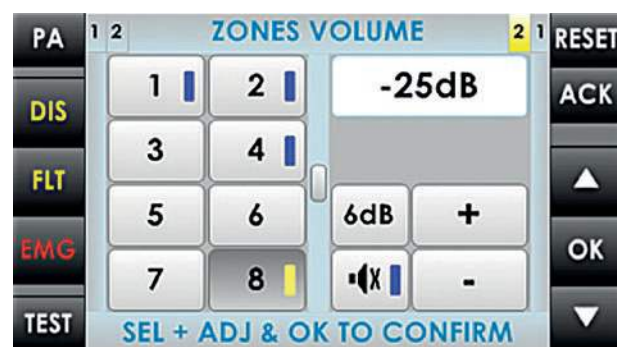 PA
DIS
FLT
EMG
TEST
1 2
ZONES VOLUME
2 1
1
2
3
4
5
6
7
8
-25dB
6dB
+
-
SEL + ADJ & OK TO CONFIRM
RESET
ACK
OK